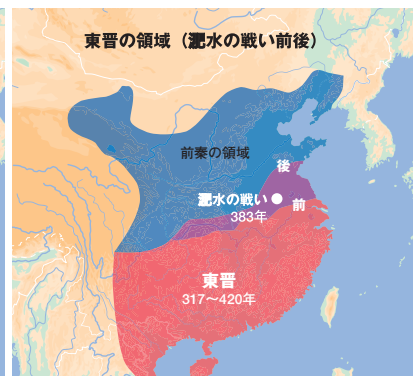 東晋の領域（淝水の戦い前後）
前秦の領域
後
淝水の戦い
383年
前
東晋
317〜420年